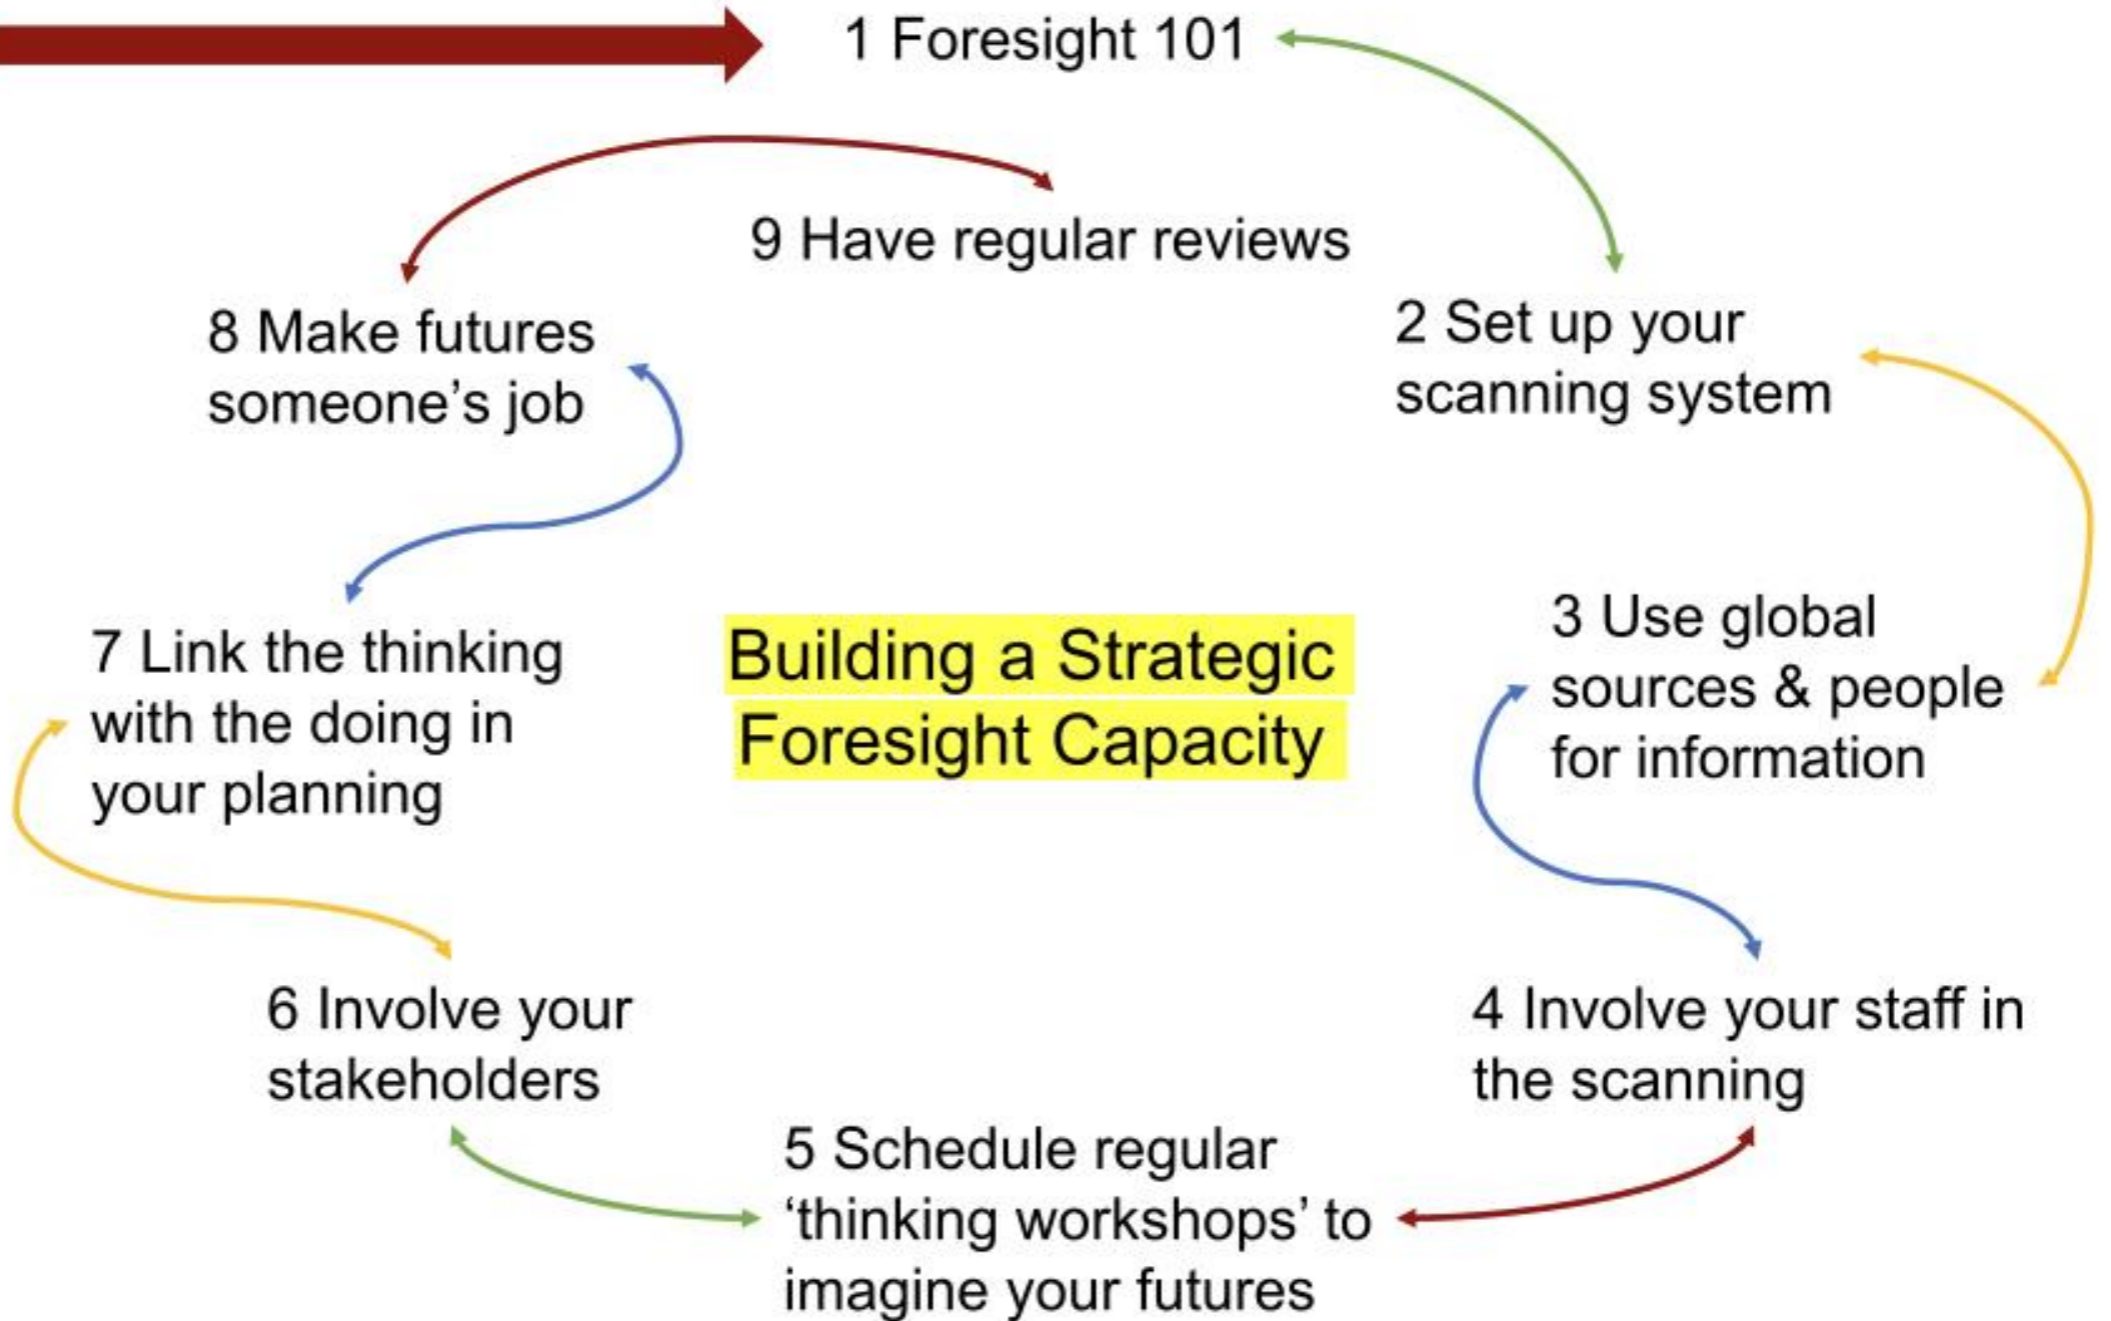 1 Foresight 101
9 Have regular reviews
2 Set up your
scanning system
3 Use global
sources & people
for information
4 Involve your staff in
the scanning
5 Schedule regular
‘thinking workshops’ to
imagine your futures
6 Involve your
stakeholders
7 Link the thinking
with the doing in
your planning
8 Make futures
someone’s job
Building a Strategic
Foresight Capacity